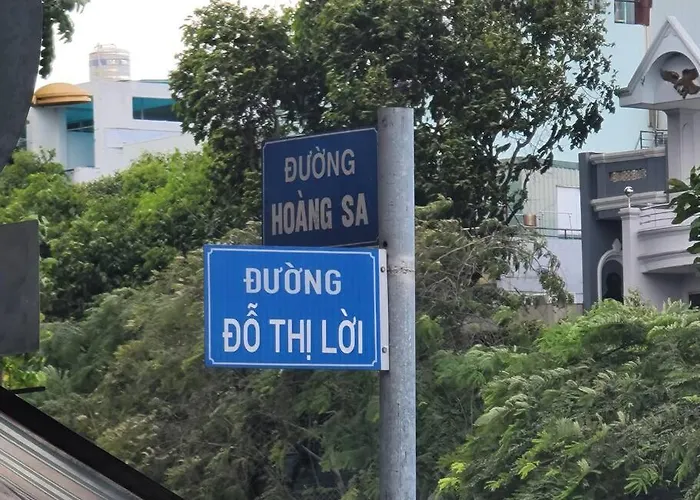 ĐƯỜNG
HOÀNG SA
ĐƯỜNG
ĐỖ THỊ LỜI